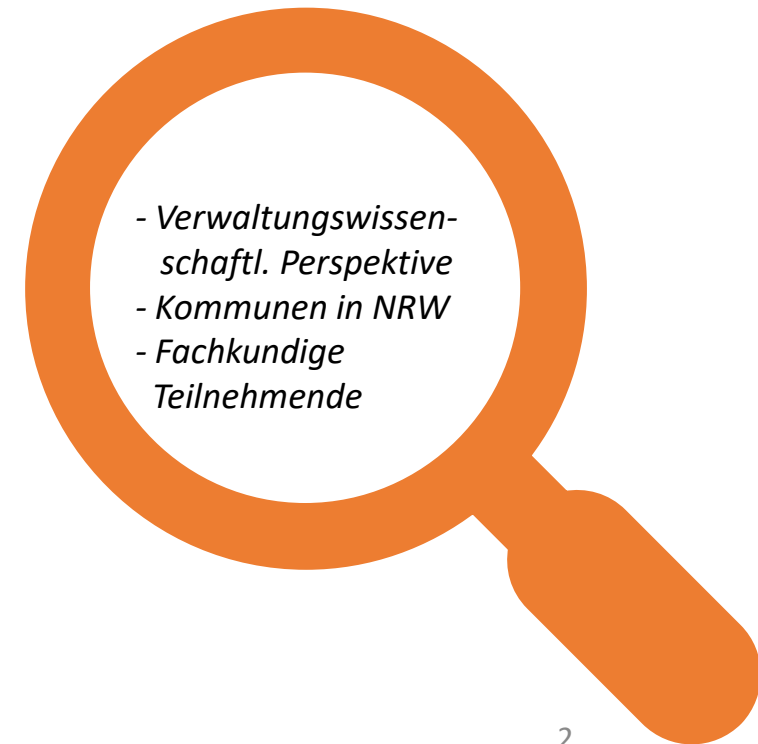 - Verwaltungswissen-
schaftl. Perspektive
- Kommunen in NRW
- Fachkundige
Teilnehmende
2